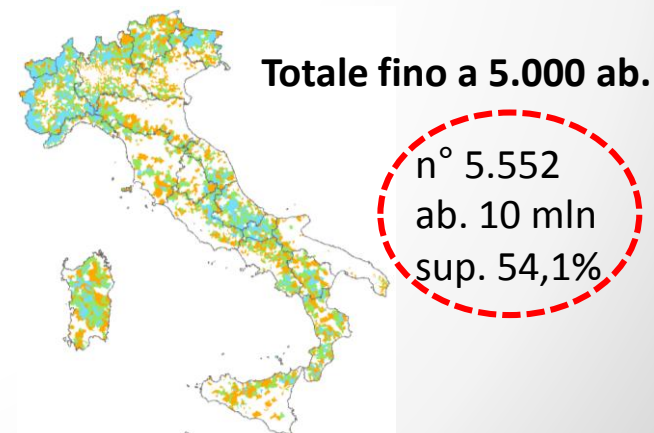 Totale fino a 5.000 ab.
n° 5.552
ab. 10 mln
sup. 54,1%